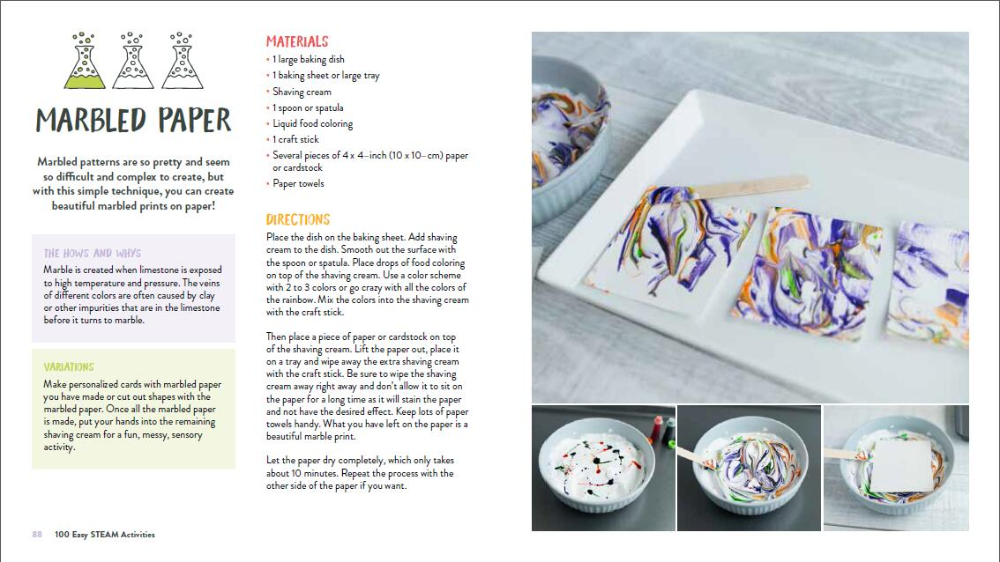 MARBLED PAPER
Marbled patterns are so pretty and seem
so difficult and complex to create, but
with this simple technique, you can create
beautiful marbled prints on paper!
THE HOWS AND WHYS
Marble is created when limestone is exposed
to high temperature and pressure. The veins
of different colors are often caused by clay
or other impurities that are in the limestone
before it turns to marble.
VARIATIONS
Make personalized cards with marbled paper
you have made or cut out shapes with the
marbled paper. Once all the marbled paper
is made, put your hands into the remaining
shaving cream for a fun, messy, sensory
activity.
MATERIALS
• 1 large baking dish
• 1 baking sheet or large tray
• Shaving cream
• 1 spoon or spatula
• Liquid food coloring
• 1 craft stick
• Several pieces of 4 x 4–inch (10 x 10–cm) paper
or cardstock
• Paper towels
DIRECTIONS
Place the dish on the baking sheet. Add shaving
cream to the dish. Smooth out the surface with
the spoon or spatula. Place drops of food coloring
on top of the shaving cream. Use a color scheme
with 2 to 3 colors or go crazy with all the colors of
the rainbow. Mix the colors into the shaving cream
with the craft stick.
Then place a piece of paper or cardstock on top
of the shaving cream. Lift the paper out, place it
on a tray and wipe away the extra shaving cream
with the craft stick. Be sure to wipe the shaving
cream away right away and don't allow it to sit on
the paper for a long time as it will stain the paper
and not have the desired effect. Keep lots of paper
towels handy. What you have left on the paper is a
beautiful marble print.
Let the paper dry completely, which only takes
about 10 minutes. Repeat the process with the
other side of the paper if you want.
88 100 Easy STEAM Activities